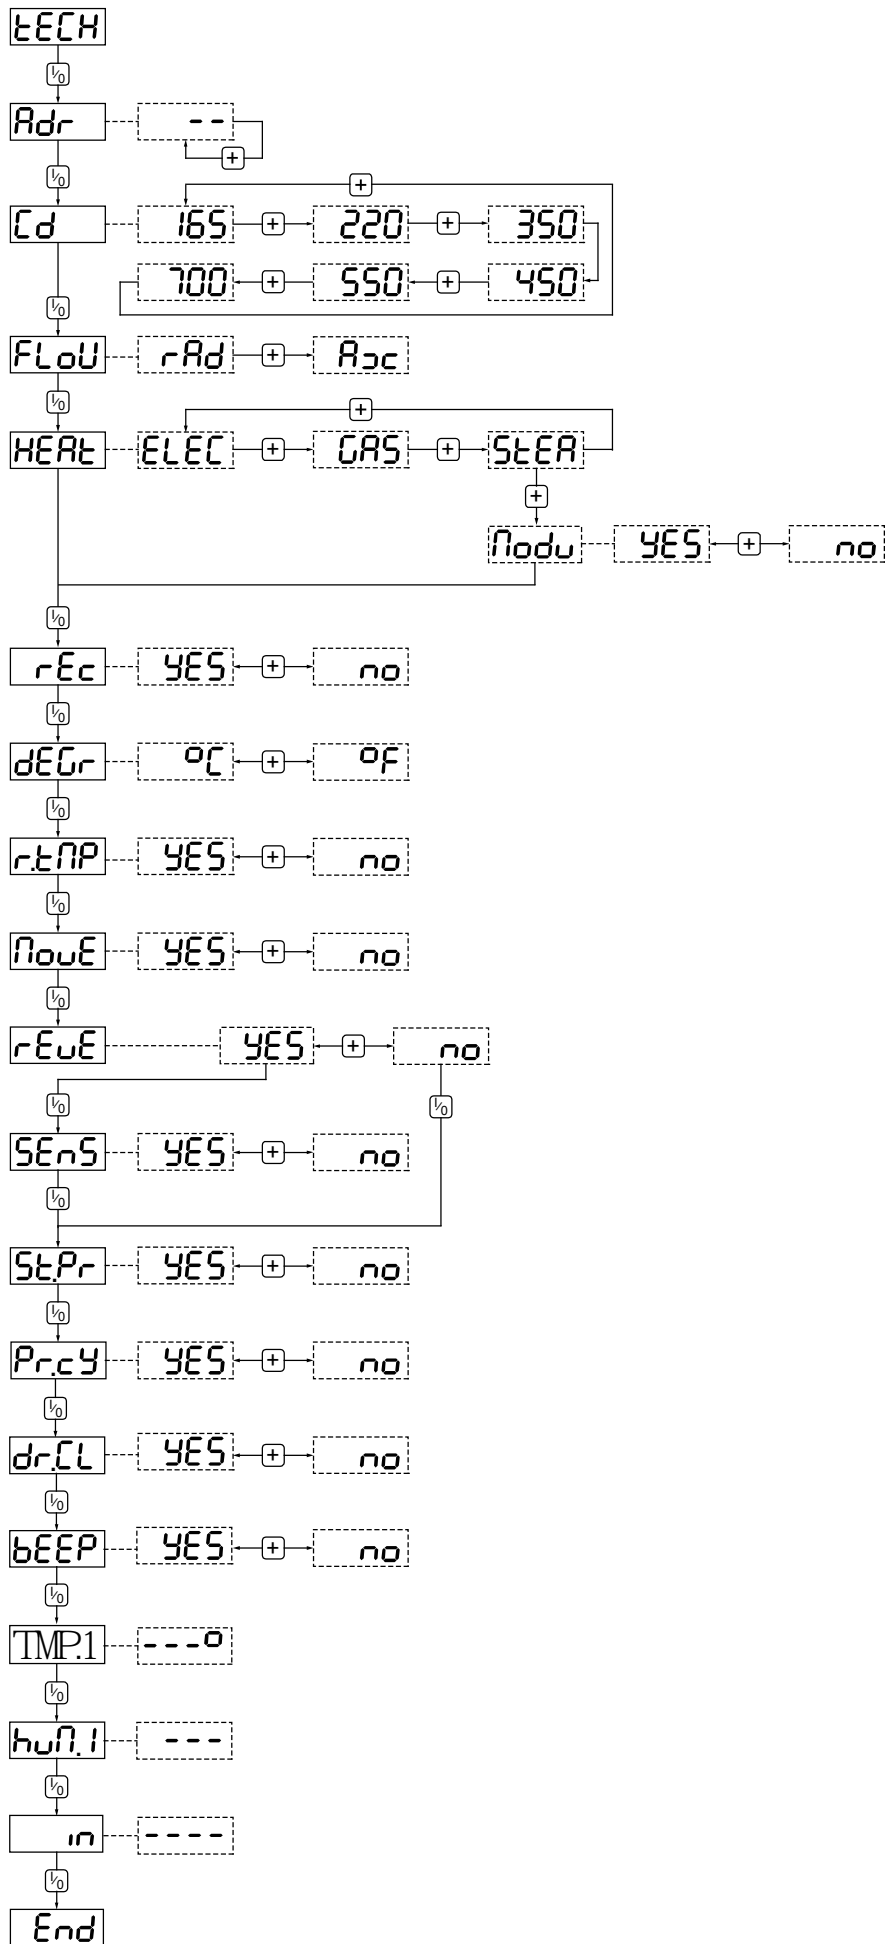 tECH
I/0
Adr --
+
I/0
+
Cd 165 + 220 + 350
700 + 550 + 450
I/0
FLoU rAd + Aɔc
I/0
+
HEAt ELEC + GAS + StEA
+
Modu YES + no
I/0
rEc YES + no
I/0
dEGr °C + °F
I/0
r.tMP YES + no
I/0
MouE YES + no
I/0
rEuE YES + no
I/0 I/0
SEnS YES + no
I/0
St.Pr YES + no
I/0
Pr.cY YES + no
I/0
dr.CL YES + no
I/0
bEEP YES + no
I/0
TMP.1 ---°
I/0
huM.1 ---
I/0
in ----
I/0
End